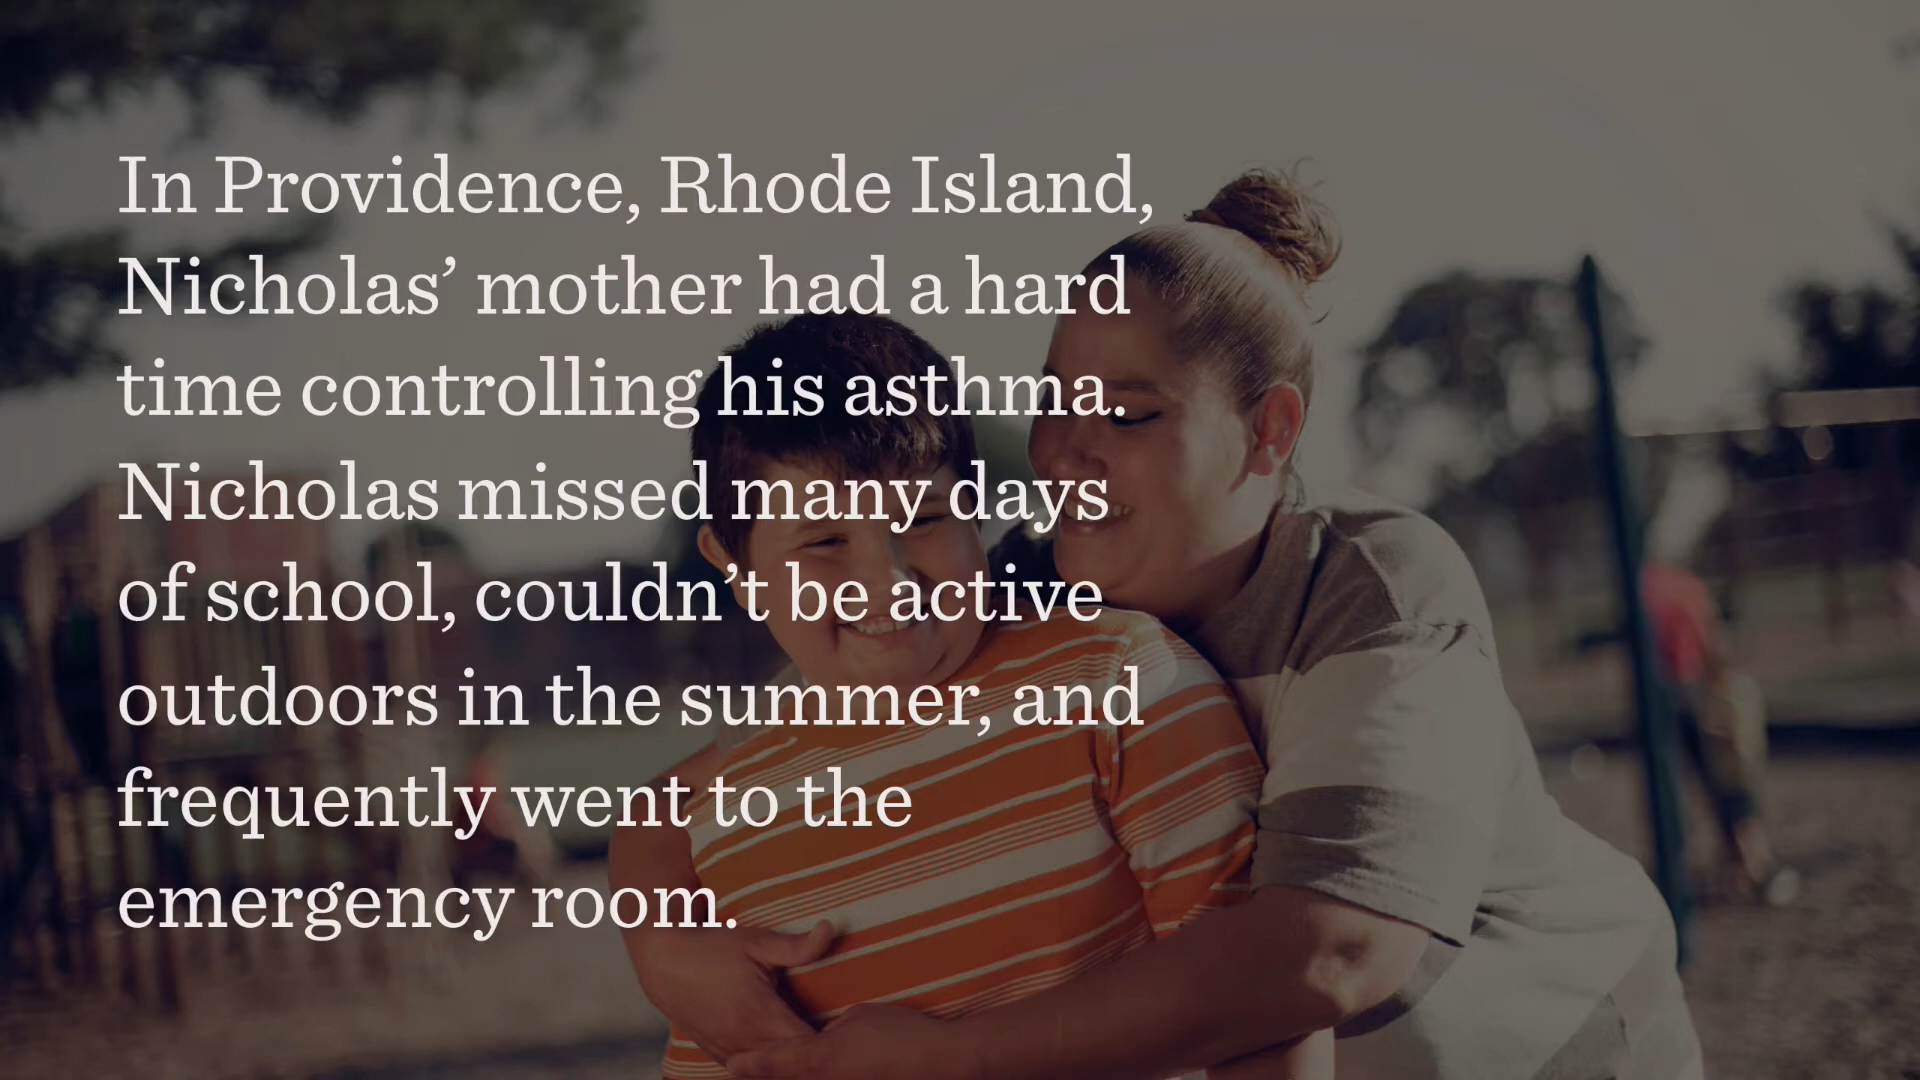 In Providence, Rhode Island,
Nicholas’ mother had a hard
time controlling his asthma.
Nicholas missed many days
of school, couldn’t be active
outdoors in the summer, and
frequently went to the
emergency room.